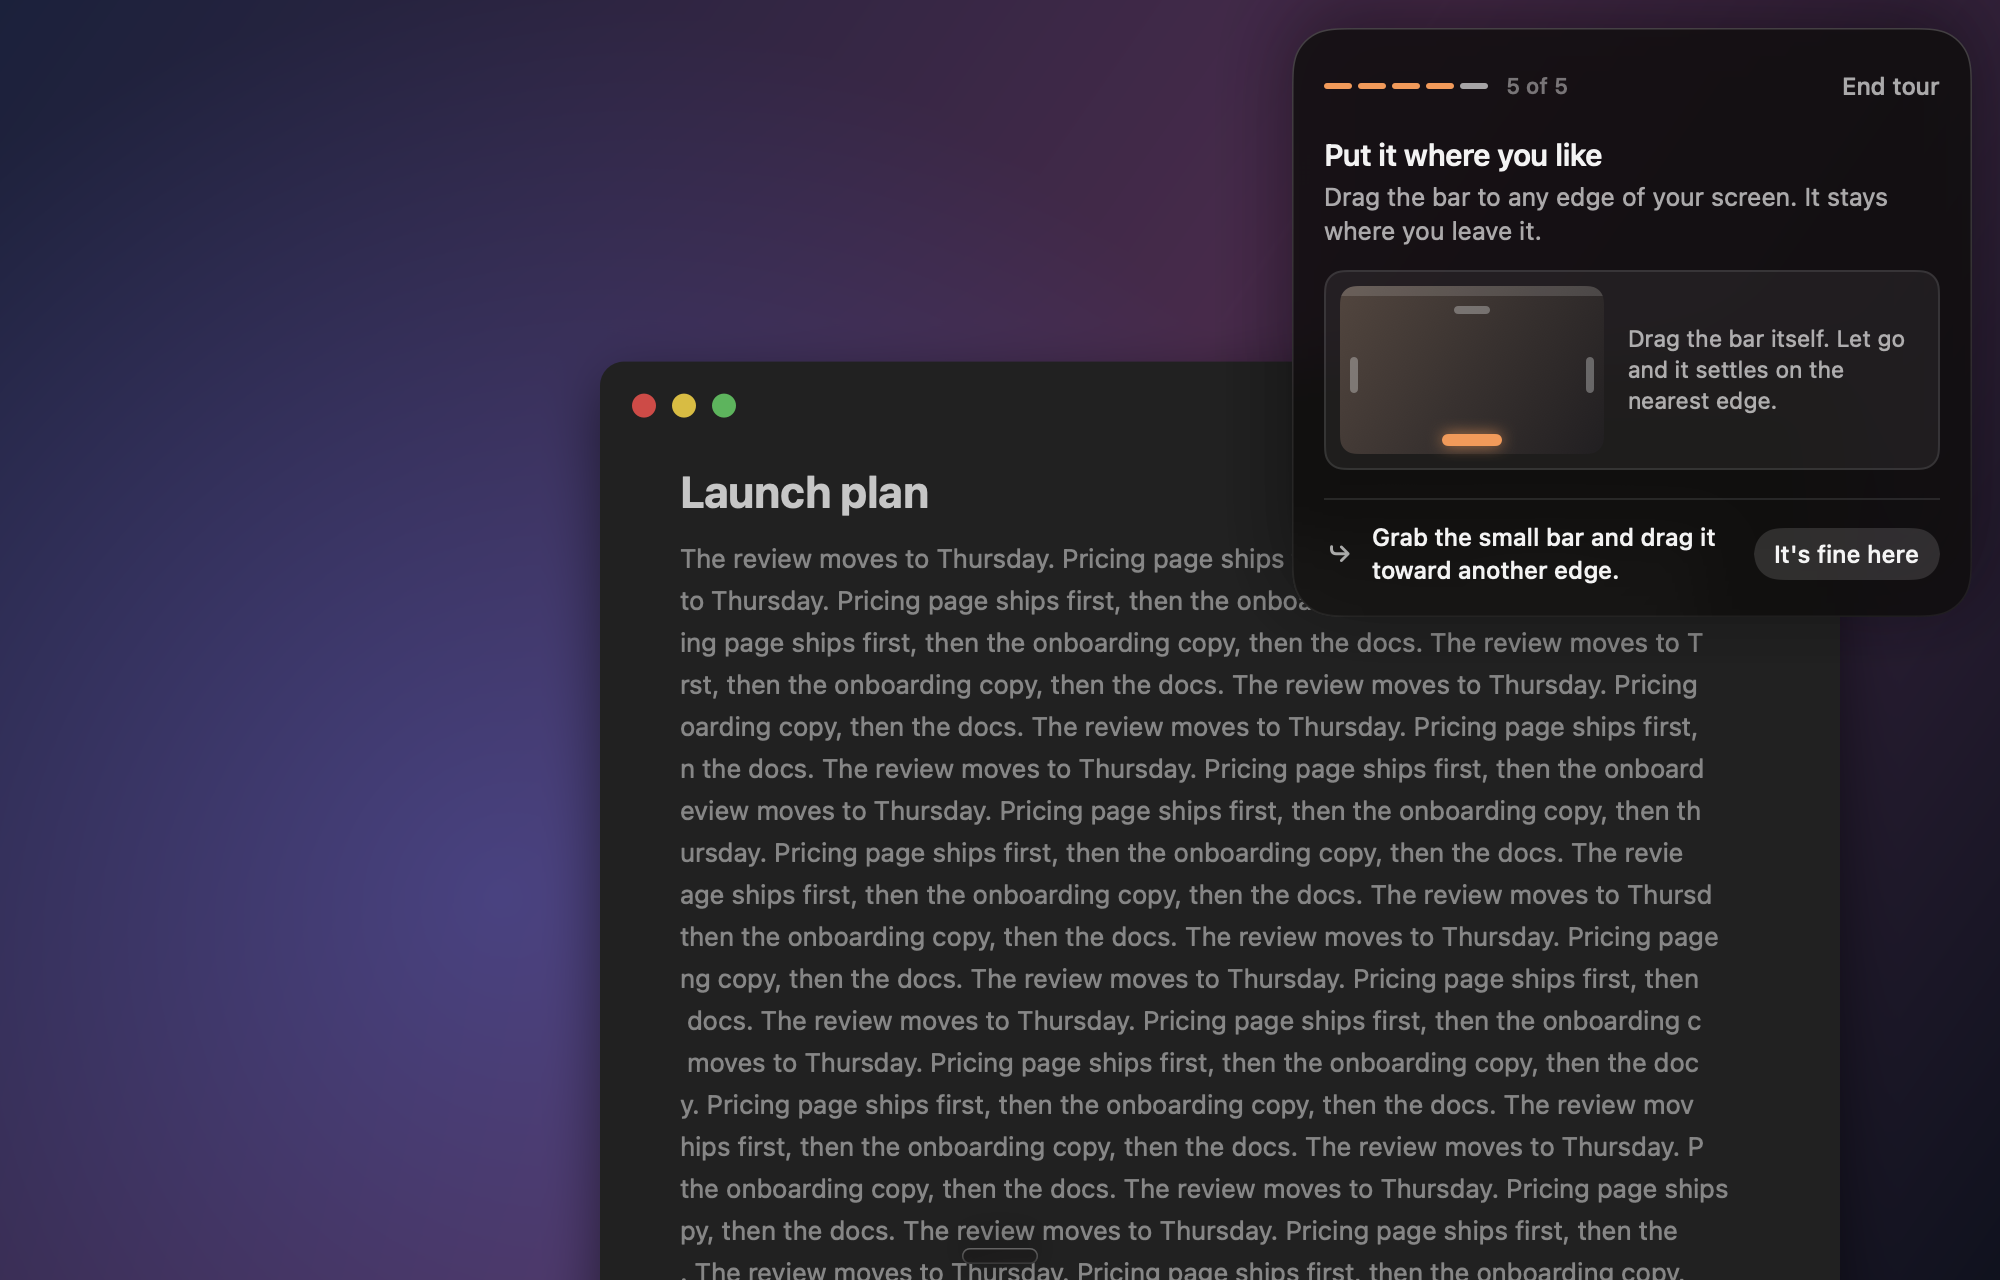 5 of 5
End tour
Put it where you like
Drag the bar to any edge of your screen. It stays
where you leave it.
Drag the bar itself. Let go
and it settles on the
nearest edge.
Grab the small bar and drag it
toward another edge.
It's fine here
Launch plan
The review moves to Thursday. Pricing page ships
to Thursday. Pricing page ships first, then the onboa
ing page ships first, then the onboarding copy, then the docs. The review moves to T
rst, then the onboarding copy, then the docs. The review moves to Thursday. Pricing
oarding copy, then the docs. The review moves to Thursday. Pricing page ships first,
n the docs. The review moves to Thursday. Pricing page ships first, then the onboard
eview moves to Thursday. Pricing page ships first, then the onboarding copy, then th
ursday. Pricing page ships first, then the onboarding copy, then the docs. The revie
age ships first, then the onboarding copy, then the docs. The review moves to Thursd
then the onboarding copy, then the docs. The review moves to Thursday. Pricing page
ng copy, then the docs. The review moves to Thursday. Pricing page ships first, then
docs. The review moves to Thursday. Pricing page ships first, then the onboarding c
moves to Thursday. Pricing page ships first, then the onboarding copy, then the doc
y. Pricing page ships first, then the onboarding copy, then the docs. The review mov
hips first, then the onboarding copy, then the docs. The review moves to Thursday. P
the onboarding copy, then the docs. The review moves to Thursday. Pricing page ships
py, then the docs. The review moves to Thursday. Pricing page ships first, then the
. The review moves to Thursday. Pricing page ships first, then the onboarding copy,